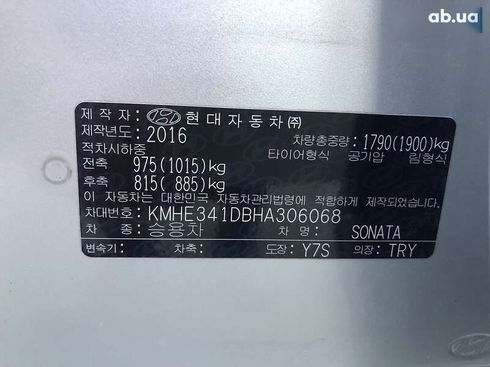 ab.ua
제 작 자 : 현대자동차㈜
제작년도: 2016 차량총중량: 1790(1900)kg
적차시하중 타이어형식 공기압 림형식
전축 975(1015)kg
후축 815( 885)kg
이 자동차는 대한민국 자동차관리법령에 적합하게 제작되었습니다.
차대번호: KMHE341DBHA306068
차 종: 승용차 차 명: SONATA
변속기: 차축: 도장: Y7S 의장: TRY